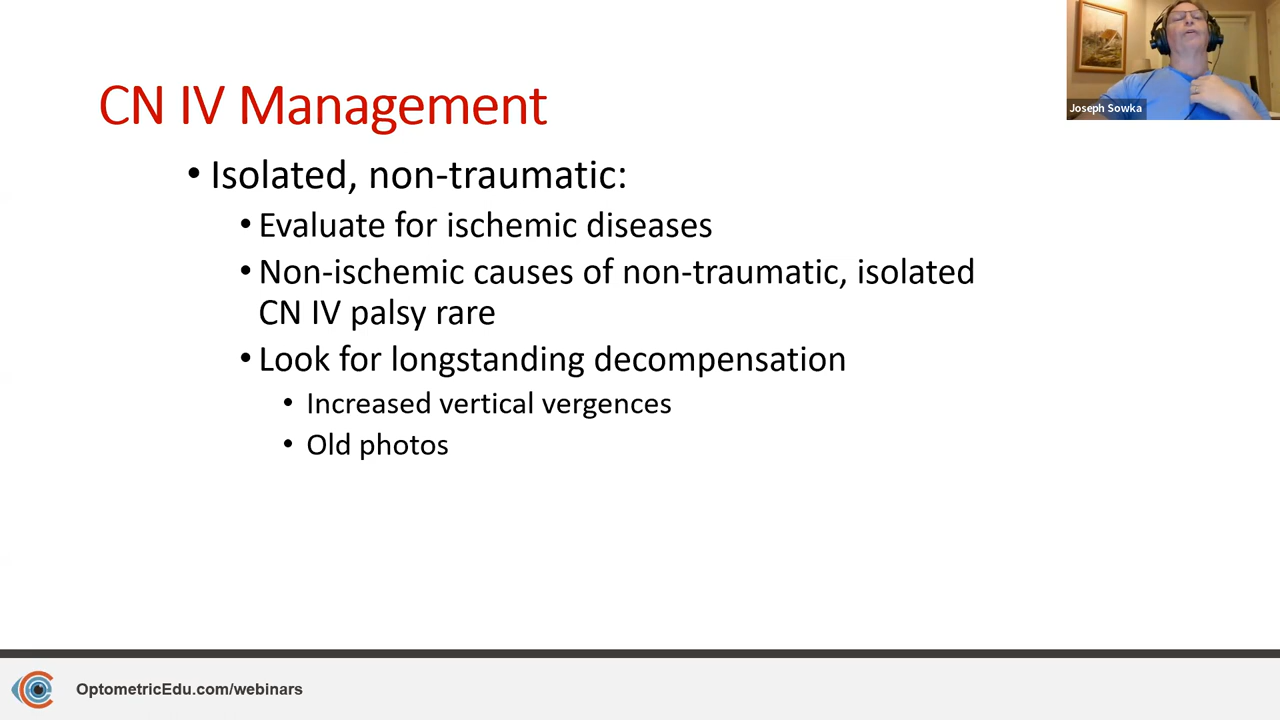 CN IV Management
Joseph Sowka
• Isolated, non-traumatic:
• Evaluate for ischemic diseases
• Non-ischemic causes of non-traumatic, isolated
CN IV palsy rare
• Look for longstanding decompensation
• Increased vertical vergences
• Old photos
OptometricEdu.com/webinars